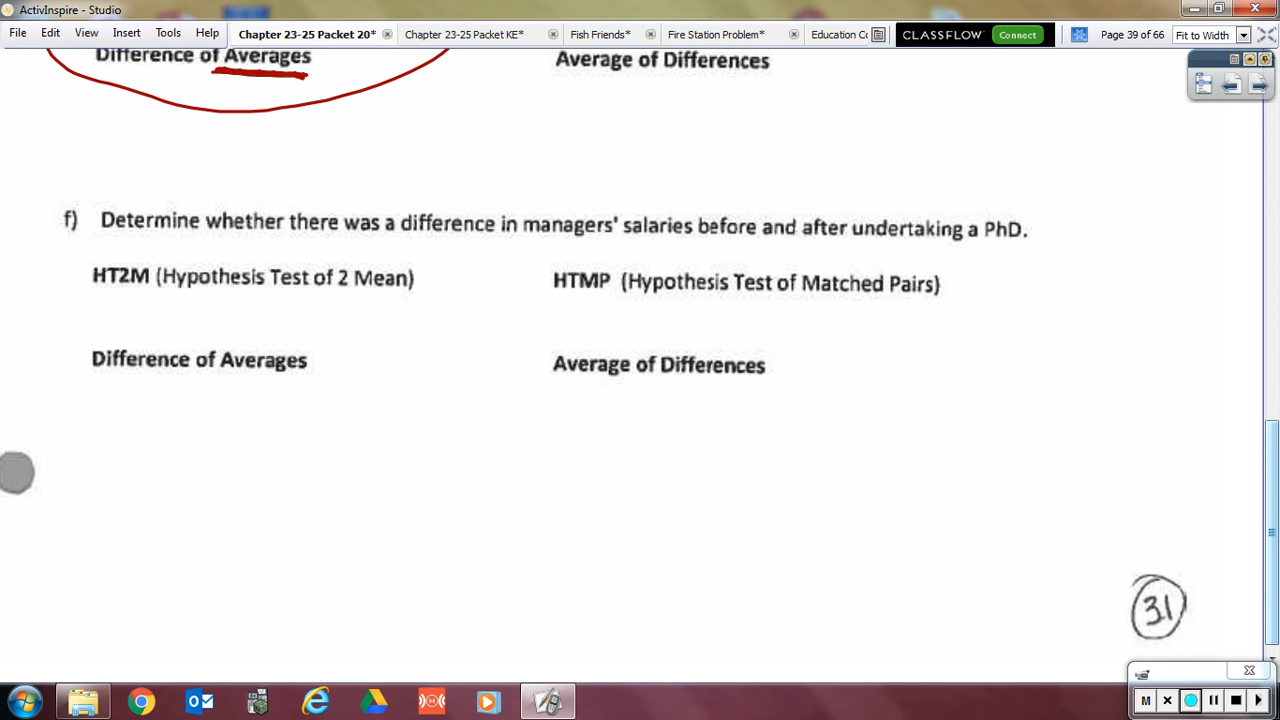 ActivInspire - Studio
File Edit View Insert Tools Help Chapter 23-25 Packet 20* Chapter 23-25 Packet KE* Fish Friends* Fire Station Problem* Education Cc CLASSFLOW Connect Page 39 of 66 Fit to Width
Difference of Averages Average of Differences
f) Determine whether there was a difference in managers' salaries before and after undertaking a PhD.
HT2M (Hypothesis Test of 2 Mean) HTMP (Hypothesis Test of Matched Pairs)
Difference of Averages Average of Differences
31
M